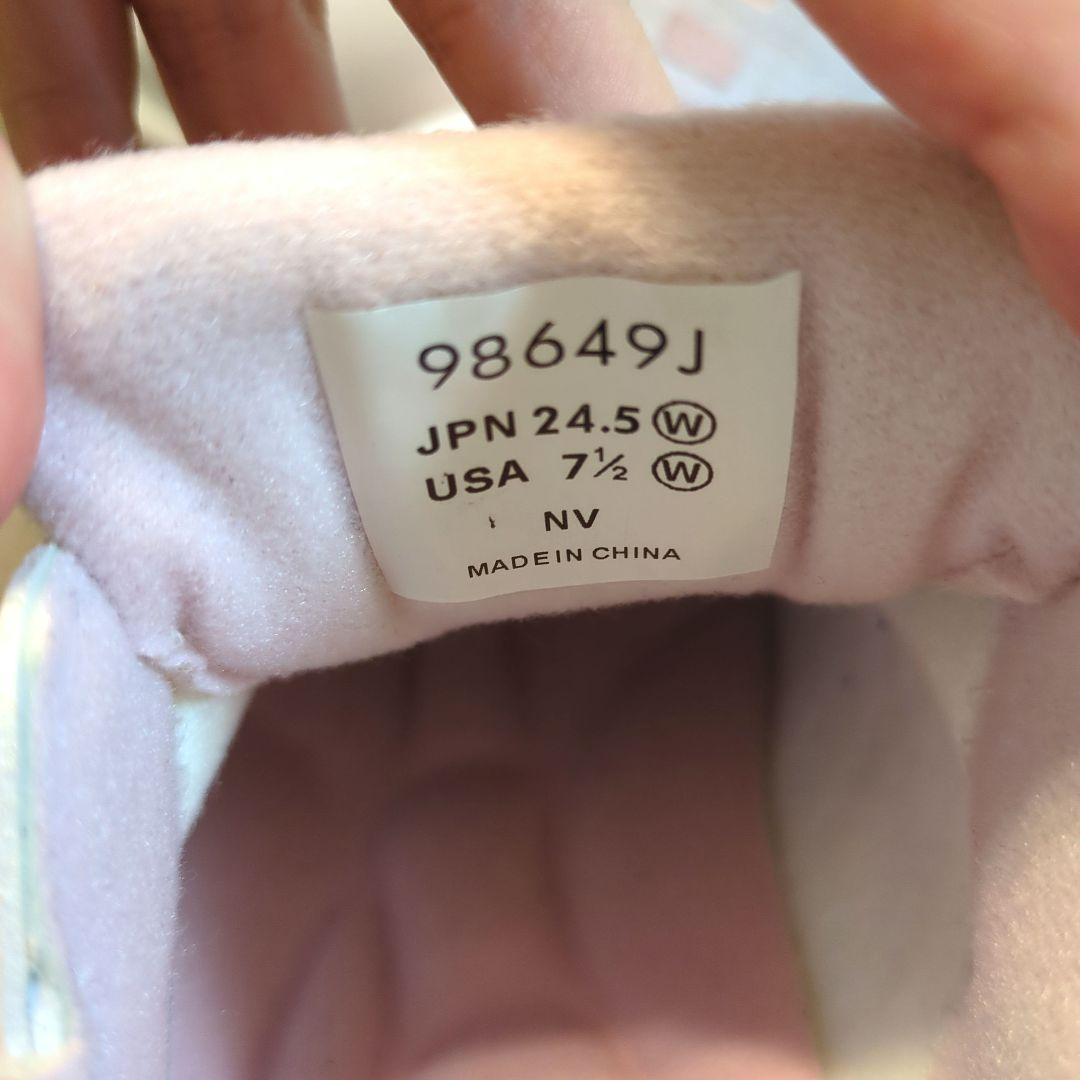 98649J
JPN 24.5 Ⓦ
USA 7½ Ⓦ
NV
MADE IN CHINA